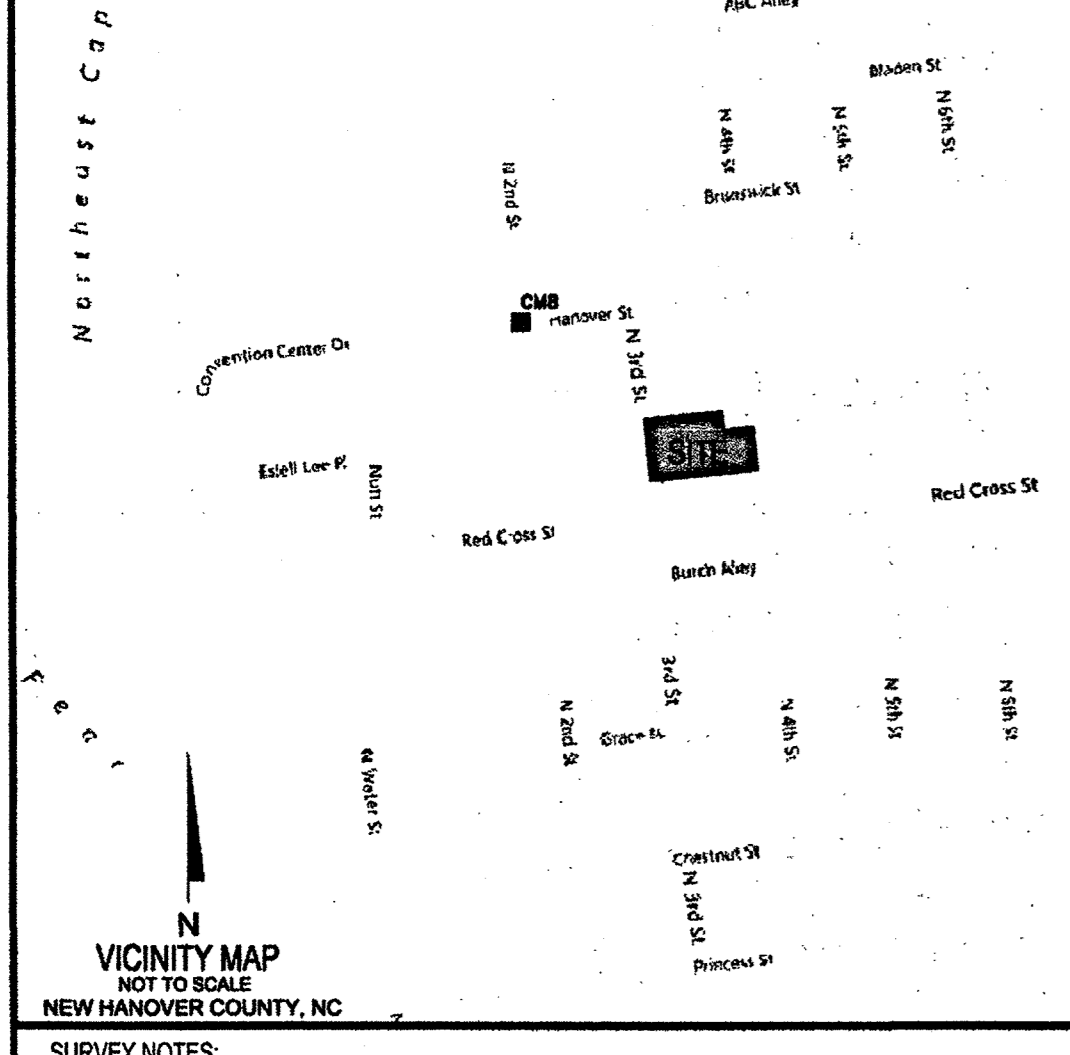 Northeast Cap
ABC Alley
Bladen St
N 4th St
N 5th St
N 6th St
Brunswick St
N 2nd St
CMB
Hanover St
N 3rd St
Convention Center Dr
SITE
Estell Lee Pl
Nutt St
Red Cross St
Red Cross St
Burch Alley
3rd St
N 2nd St
Grace St
N 4th St
N 5th St
N 5th St
N Water St
Chestnut St
N 3rd St
Princess St
N
VICINITY MAP
NOT TO SCALE
NEW HANOVER COUNTY, NC
SURVEY NOTES: